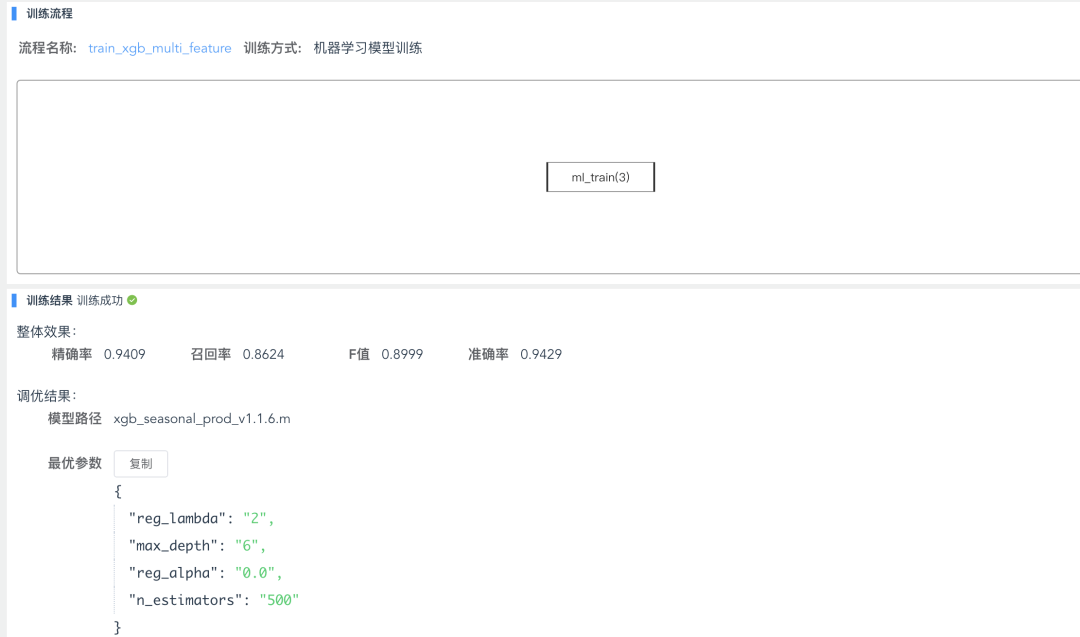 训练流程
流程名称: train_xgb_multi_feature 训练方式: 机器学习模型训练
ml_train(3)
训练结果 训练成功
整体效果:
精确率 0.9409 召回率 0.8624 F值 0.8999 准确率 0.9429
调优结果:
模型路径 xgb_seasonal_prod_v1.1.6.m
最优参数 复制
{
"reg_lambda": "2",
"max_depth": "6",
"reg_alpha": "0.0",
"n_estimators": "500"
}